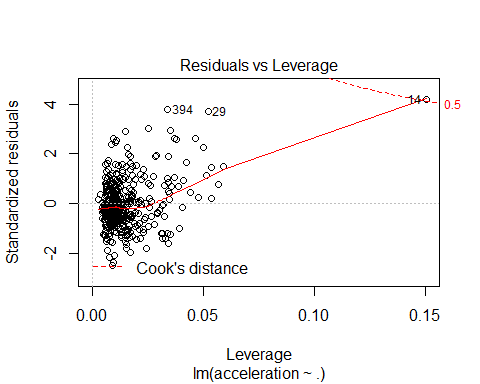 Residuals vs Leverage
Standardized residuals
4
2
0
-2
394
29
14
0.5
Cook's distance
0.00
0.05
0.10
0.15
Leverage
lm(acceleration ~ .)